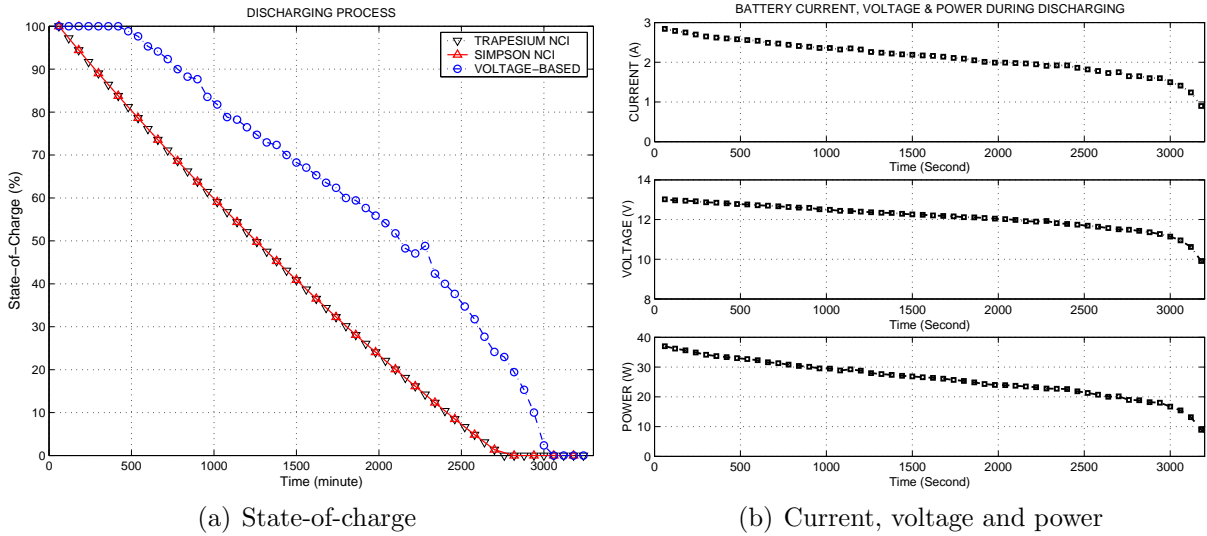 DISCHARGING PROCESS
State−of−Charge (%)
100
90
80
70
60
50
40
30
20
10
0
TRAPESIUM NCI
SIMPSON NCI
VOLTAGE−BASED
0 500 1000 1500 2000 2500 3000
Time (minute)
(a) State-of-charge
BATTERY CURRENT, VOLTAGE & POWER DURING DISCHARGING
CURRENT (A)
3
2
1
0
0 500 1000 1500 2000 2500 3000
Time (Second)
VOLTAGE (V)
14
12
10
8
0 500 1000 1500 2000 2500 3000
Time (Second)
POWER (W)
40
30
20
10
0
0 500 1000 1500 2000 2500 3000
Time (Second)
(b) Current, voltage and power